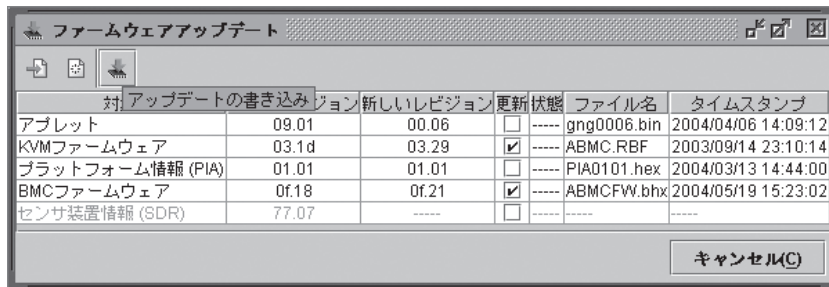 ファームウェアアップデート
アップデートの書き込み
対 ジョン 新しいレビジョン 更新 状態 ファイル名 タイムスタンプ
アプレット 09.01 00.06 ----- gng0006.bin 2004/04/06 14:09:12
KVMファームウェア 03.1d 03.29 ----- ABMC.RBF 2003/09/14 23:10:14
プラットフォーム情報 (PIA) 01.01 01.01 ----- PIA0101.hex 2004/03/13 14:44:00
BMCファームウェア 0f.18 0f.21 ----- ABMCFW.bhx 2004/05/19 15:23:02
センサ装置情報 (SDR) 77.07 ----- ----- ----- -----
キャンセル(C)